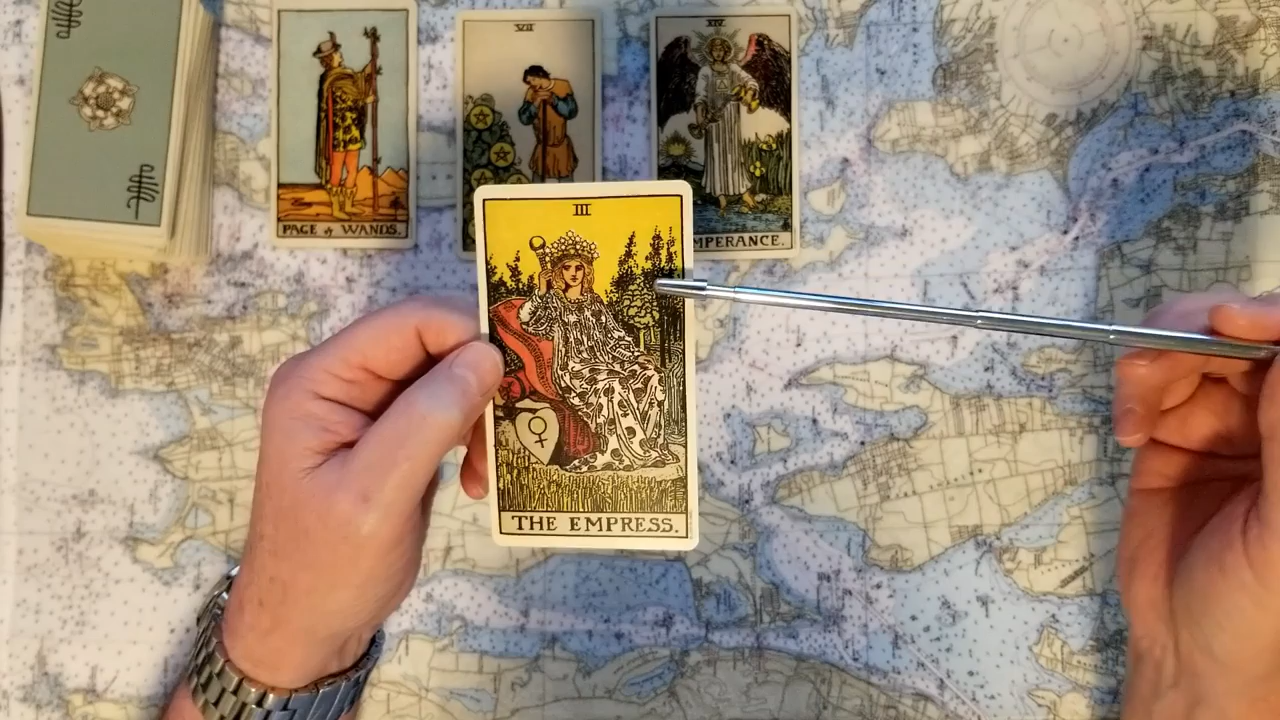 PAGE of WANDS.
VII
XIV
MPERANCE.
III
THE EMPRESS.